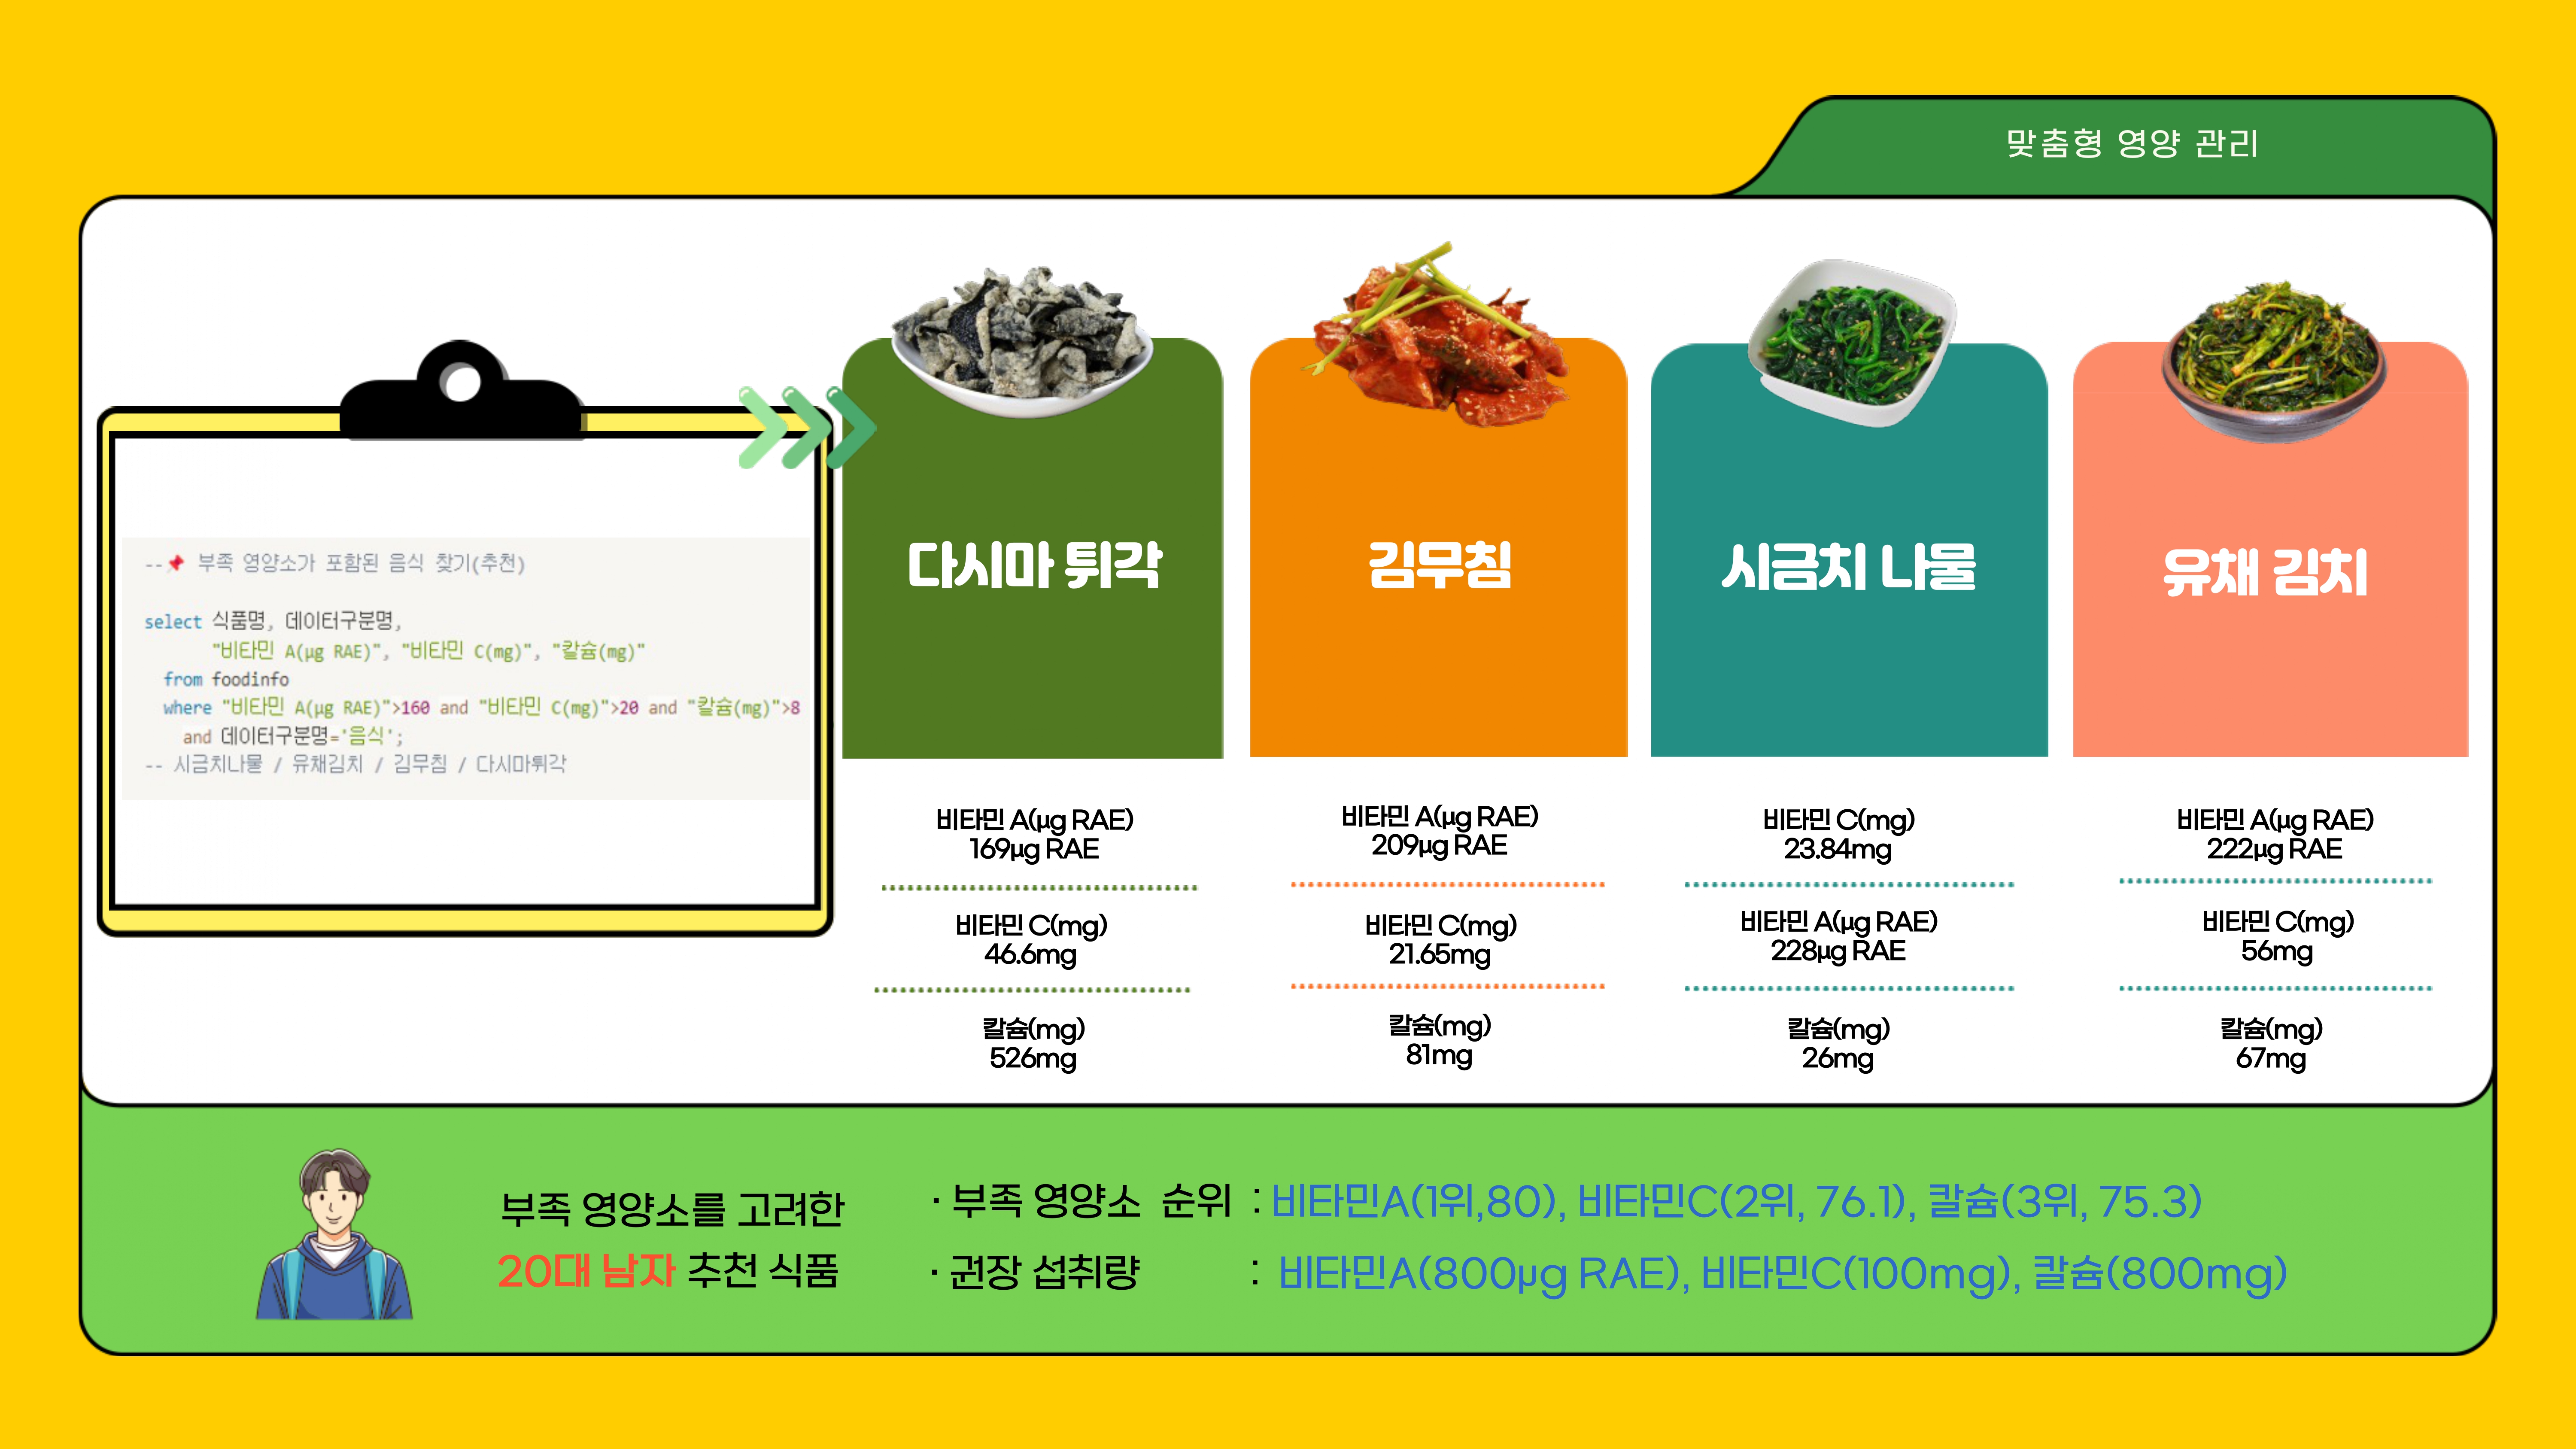 맞춤형 영양 관리
--📌 부족 영양소가 포함된 음식 찾기(추천)
select 식품명, 데이터구분명,
"비타민 A(μg RAE)", "비타민 C(mg)", "칼슘(mg)"
from foodinfo
where "비타민 A(μg RAE)">160 and "비타민 C(mg)">20 and "칼슘(mg)">8
and 데이터구분명='음식';
-- 시금치나물 / 유채김치 / 김무침 / 다시마튀각
다시마 튀각
비타민 A(μg RAE)
169μg RAE
비타민 C(mg)
46.6mg
칼슘(mg)
526mg
김무침
비타민 A(μg RAE)
209μg RAE
비타민 C(mg)
21.65mg
칼슘(mg)
81mg
시금치 나물
비타민 C(mg)
23.84mg
비타민 A(μg RAE)
228μg RAE
칼슘(mg)
26mg
유채 김치
비타민 A(μg RAE)
222μg RAE
비타민 C(mg)
56mg
칼슘(mg)
67mg
부족 영양소를 고려한
20대 남자 추천 식품
· 부족 영양소 순위 : 비타민A(1위,80), 비타민C(2위, 76.1), 칼슘(3위, 75.3)
· 권장 섭취량 : 비타민A(800μg RAE), 비타민C(100mg), 칼슘(800mg)